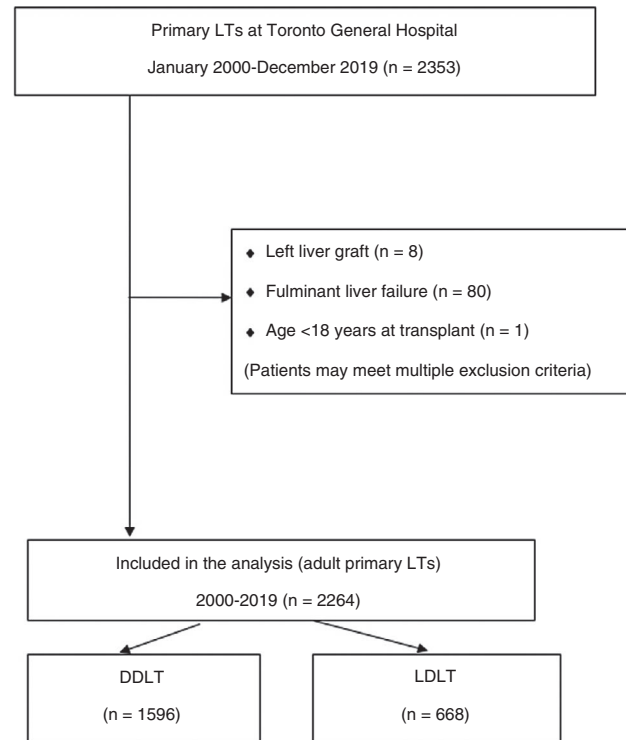 Primary LTs at Toronto General Hospital
January 2000-December 2019 (n = 2353)
♦ Left liver graft (n = 8)
♦ Fulminant liver failure (n = 80)
♦ Age <18 years at transplant (n = 1)
(Patients may meet multiple exclusion criteria)
Included in the analysis (adult primary LTs)
2000-2019 (n = 2264)
DDLT
(n = 1596)
LDLT
(n = 668)